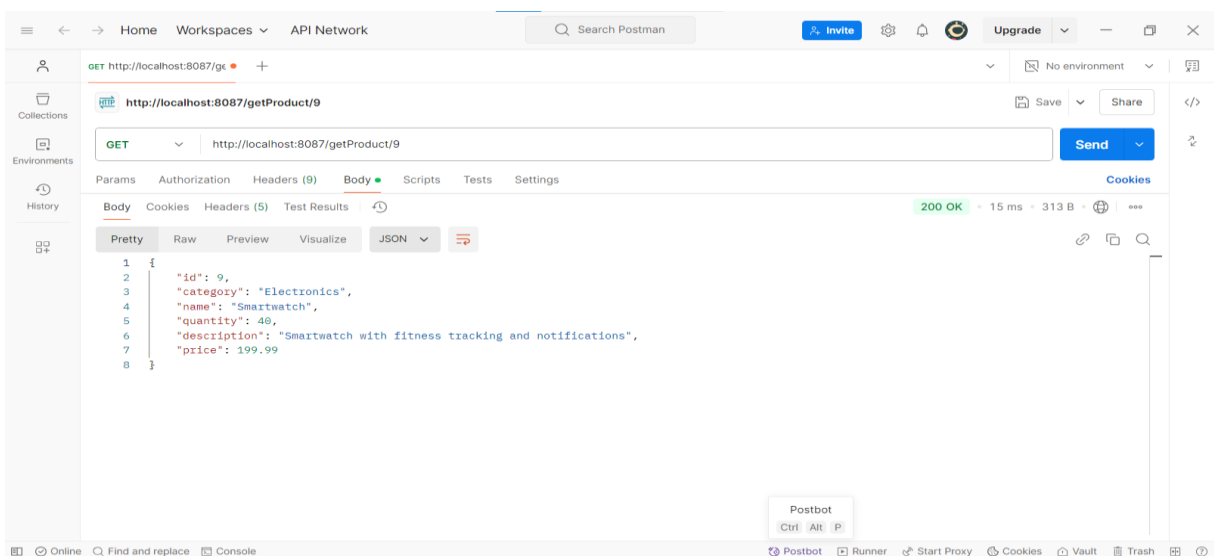 Home Workspaces API Network Search Postman Invite Upgrade
GET http://localhost:8087/ge No environment
HTTP http://localhost:8087/getProduct/9 Save Share
Collections
GET http://localhost:8087/getProduct/9 Send
Environments
Params Authorization Headers (9) Body Scripts Tests Settings Cookies
History
Body Cookies Headers (5) Test Results 200 OK 15 ms 313 B
Pretty Raw Preview Visualize JSON
1 {
2 "id": 9,
3 "category": "Electronics",
4 "name": "Smartwatch",
5 "quantity": 40,
6 "description": "Smartwatch with fitness tracking and notifications",
7 "price": 199.99
8 }
Postbot
Ctrl Alt P
Online Find and replace Console Postbot Runner Start Proxy Cookies Vault Trash